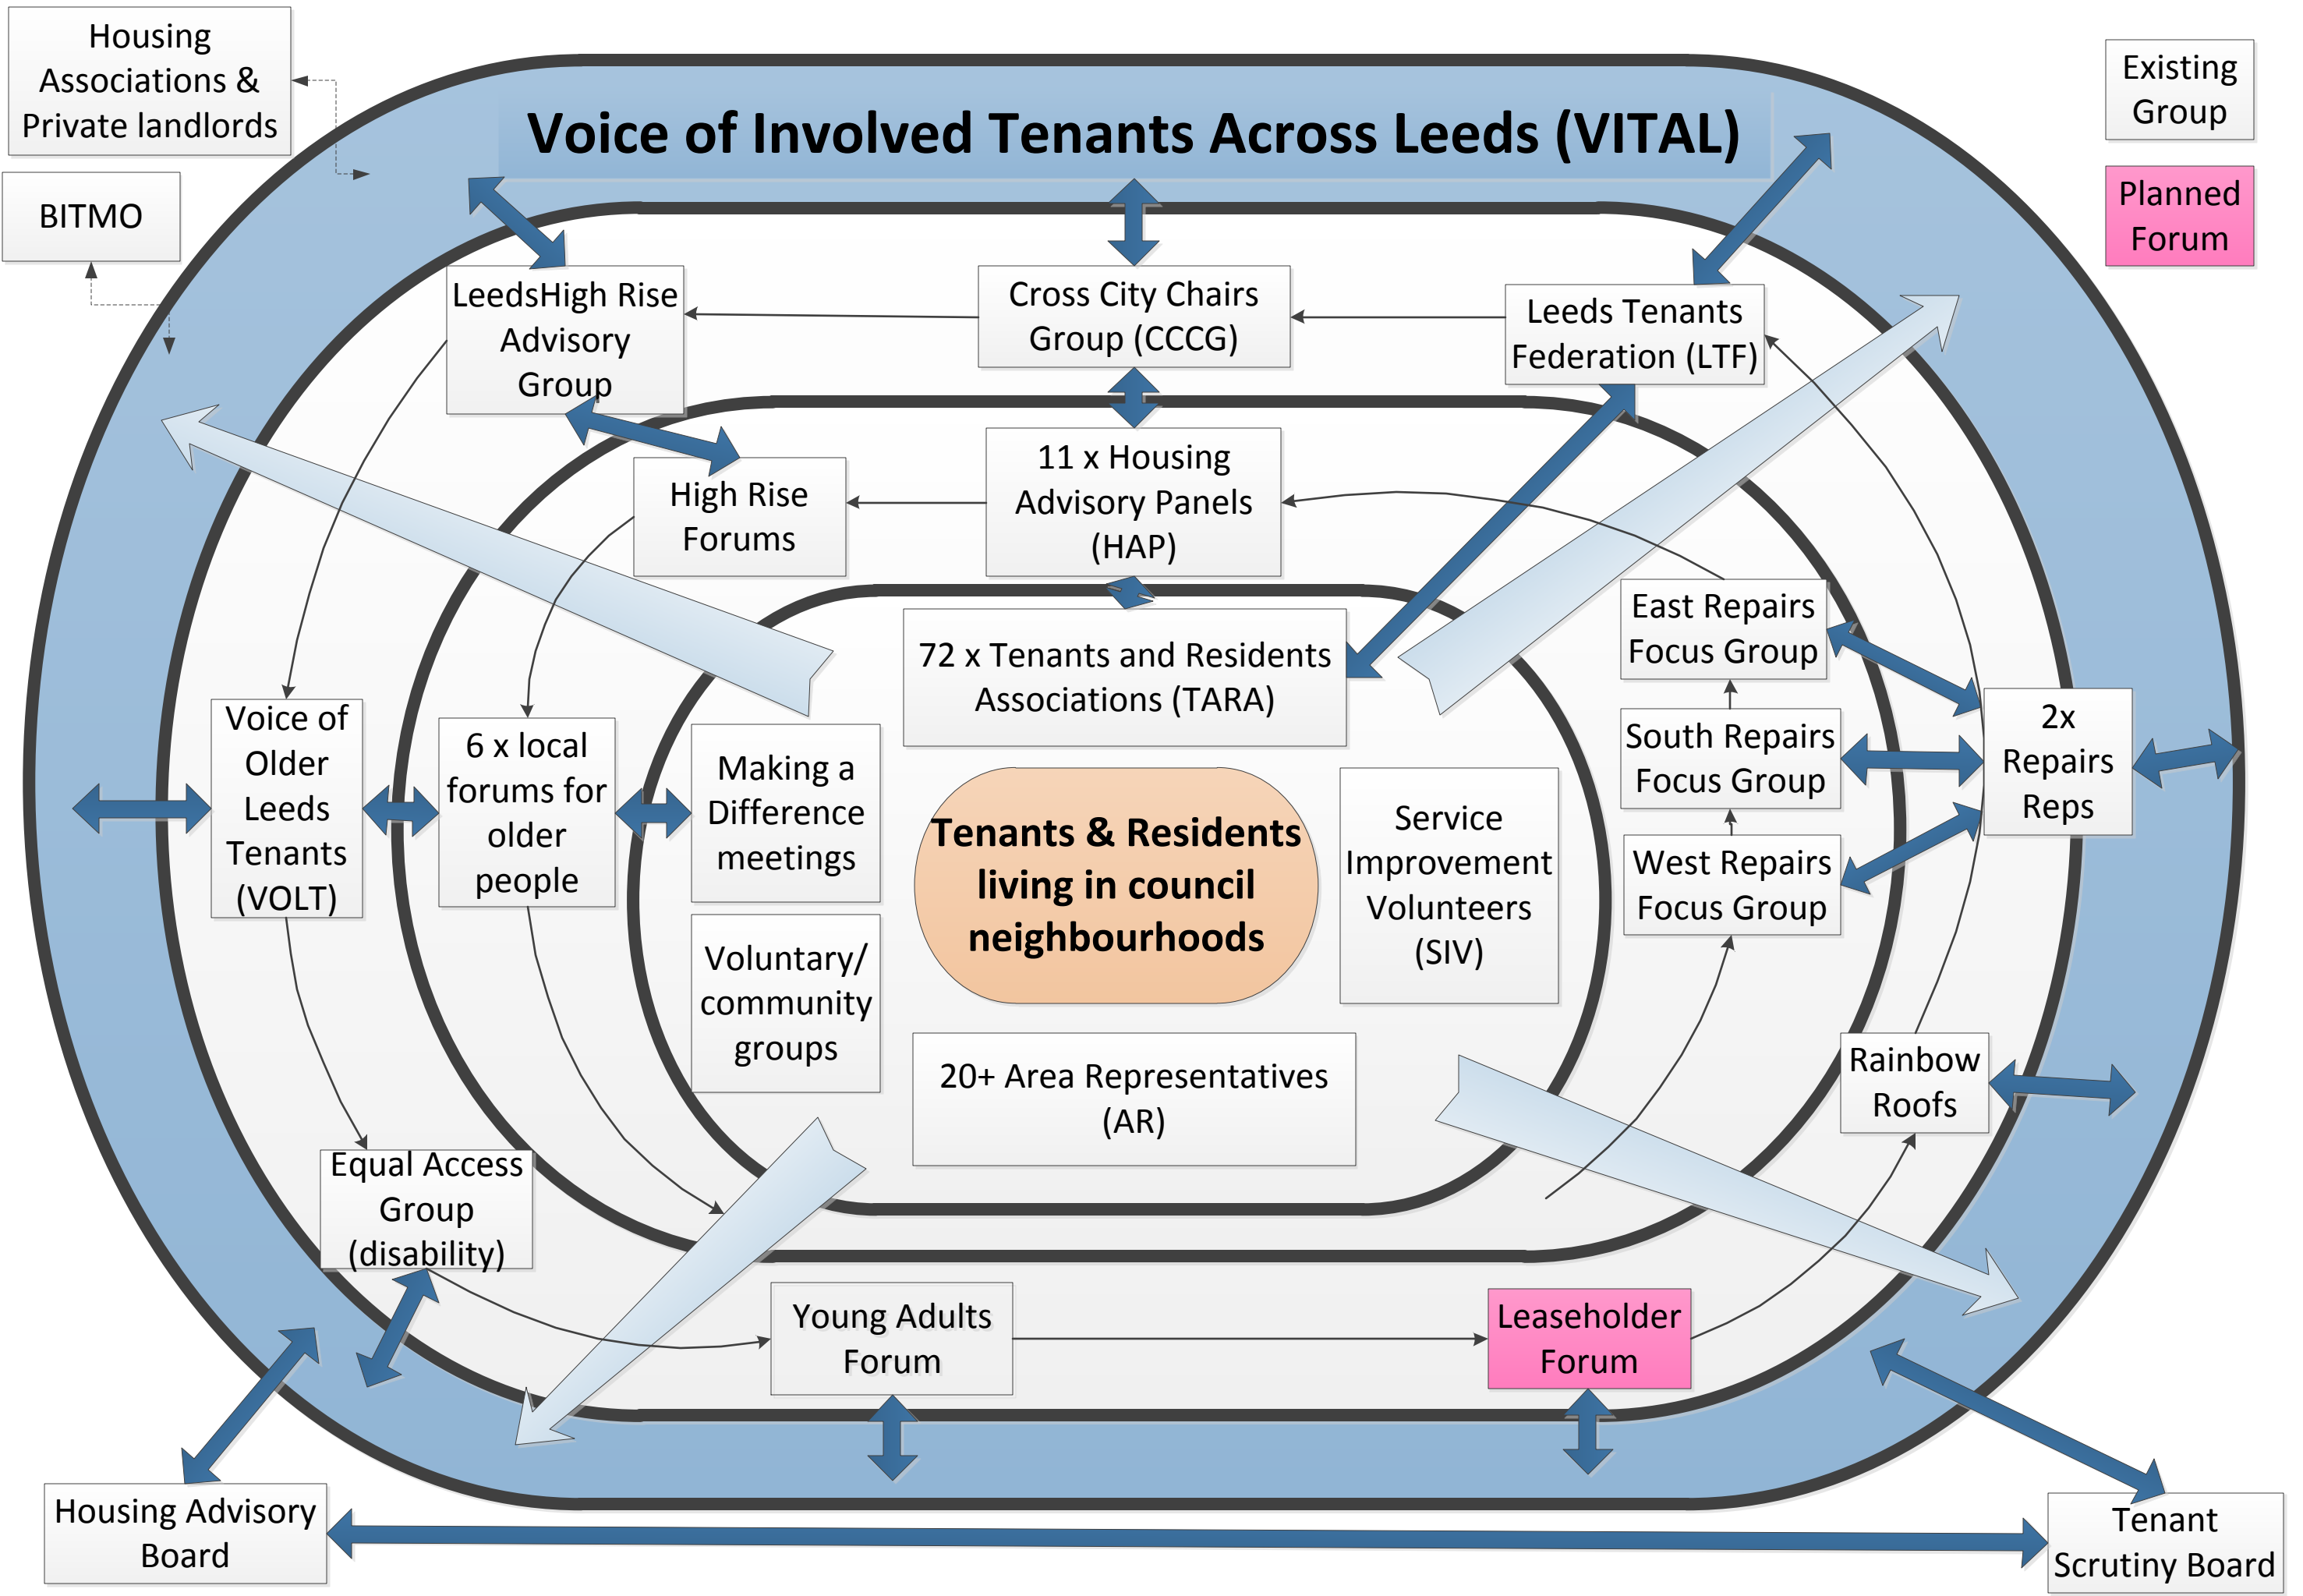 Housing
Associations &
Private landlords
BITMO
Voice of Involved Tenants Across Leeds (VITAL)
Existing
Group
Planned
Forum
LeedsHigh Rise
Advisory
Group
Cross City Chairs
Group (CCCG)
Leeds Tenants
Federation (LTF)
High Rise
Forums
11 x Housing
Advisory Panels
(HAP)
72 x Tenants and Residents
Associations (TARA)
East Repairs
Focus Group
South Repairs
Focus Group
West Repairs
Focus Group
2x
Repairs
Reps
Voice of
Older
Leeds
Tenants
(VOLT)
6 x local
forums for
older
people
Making a
Difference
meetings
Voluntary/
community
groups
Tenants & Residents
living in council
neighbourhoods
Service
Improvement
Volunteers
(SIV)
20+ Area Representatives
(AR)
Rainbow
Roofs
Equal Access
Group
(disability)
Young Adults
Forum
Leaseholder
Forum
Housing Advisory
Board
Tenant
Scrutiny Board